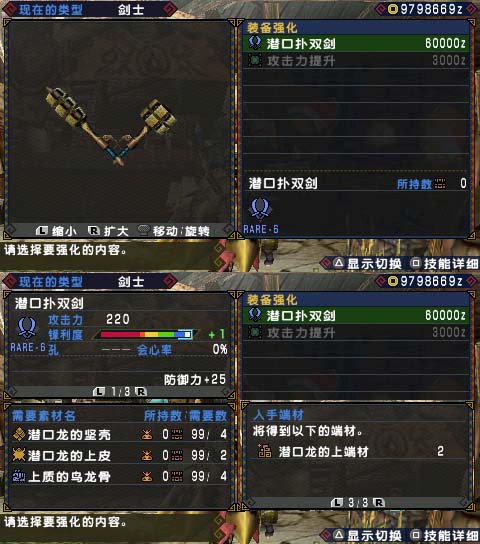 现在的类型 剑士 9798669z
装备强化
潜口扑双剑 60000z
攻击力提升 3000z
潜口扑双剑 所持数 0
RARE-6
L 缩小 R 扩大 移动/旋转
请选择要强化的内容。
△显示切换 □技能详细
现在的类型 剑士 9798669z
潜口扑双剑
攻击力 220
锋利度 +1
RARE-6 孔 --- 会心率 0%
防御力+25
L 1/3 R
装备强化
潜口扑双剑 60000z
攻击力提升 3000z
需要素材名 所持数/需要数
潜口龙的坚壳 0 99/ 4
潜口龙的上皮 0 99/ 2
上质的鸟龙骨 0 99/ 4
入手端材
将得到以下的端材。
潜口龙的上端材 2
L 3/3 R
请选择要强化的内容。
△显示切换 □技能详细